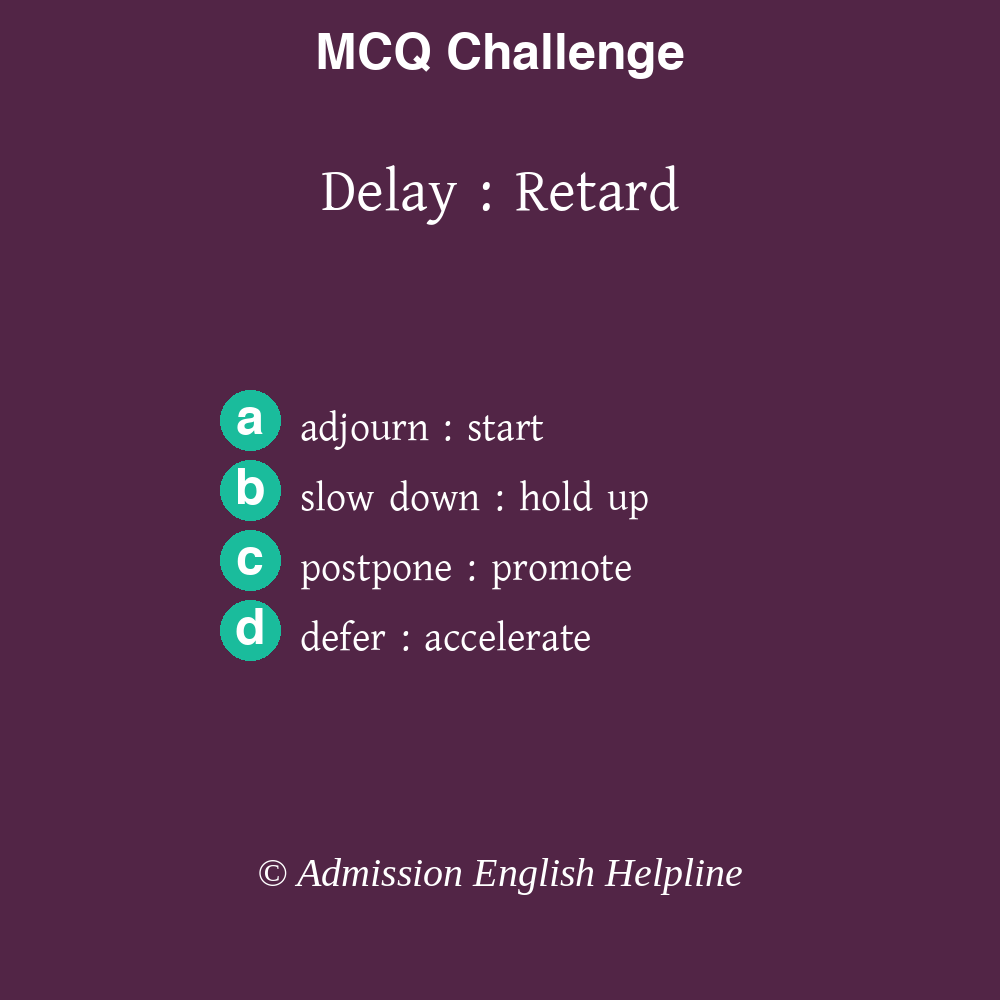 MCQ Challenge
Delay : Retard
a adjourn : start
b slow down : hold up
c postpone : promote
d defer : accelerate
© Admission English Helpline